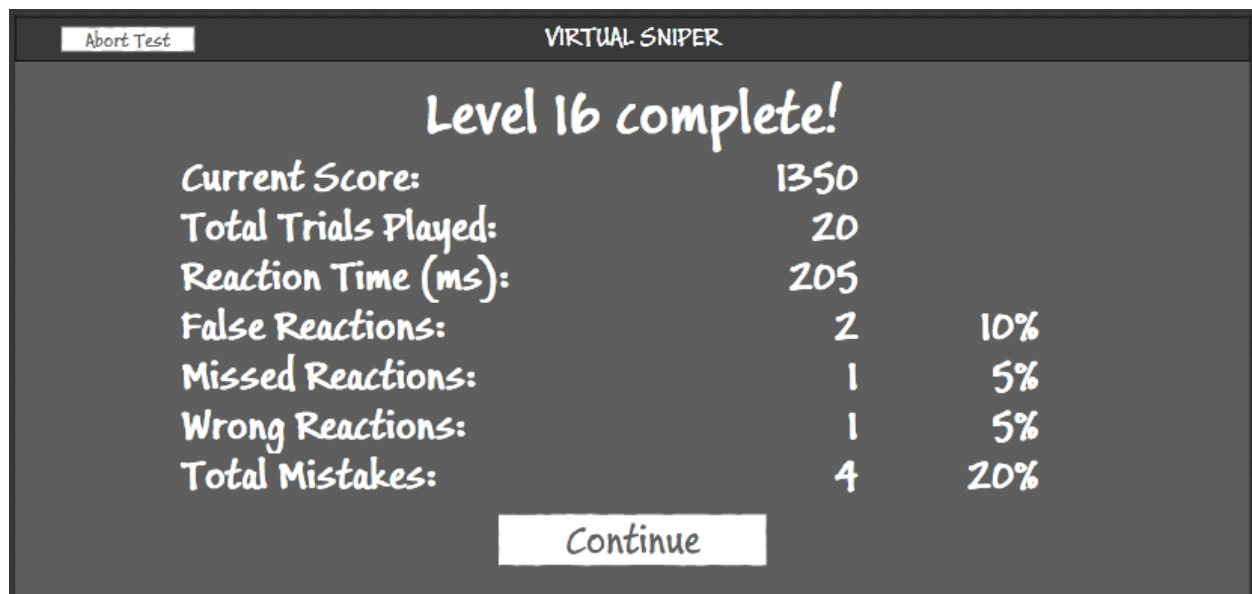 Abort Test
VIRTUAL SNIPER
Level 16 complete!
Current Score: 1350
Total Trials Played: 20
Reaction Time (ms): 205
False Reactions: 2 10%
Missed Reactions: 1 5%
Wrong Reactions: 1 5%
Total Mistakes: 4 20%
Continue